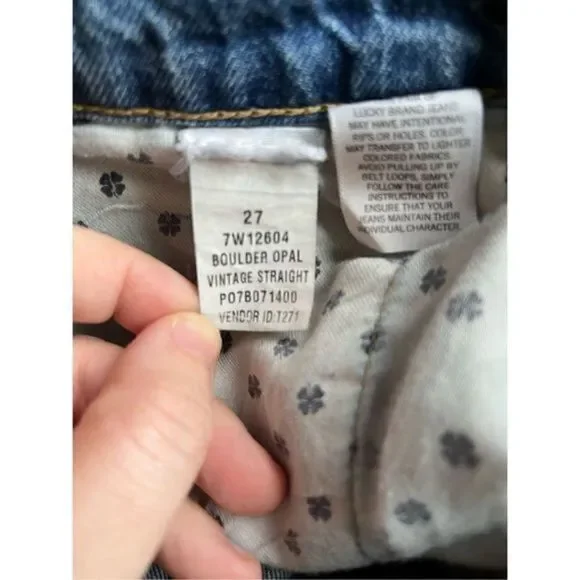 27
7W12604
BOULDER OPAL
VINTAGE STRAIGHT
PO7B071400
VENDOR ID:7271
LUCKY BRAND JEANS
MAY HAVE INTENTIONAL
RIPS OR HOLES. COLOR
MAY TRANSFER TO LIGHTER
COLORED FABRICS.
AVOID PULLING UP BY
BELT LOOPS, SIMPLY
FOLLOW THE CARE
INSTRUCTIONS TO
ENSURE THAT YOUR
JEANS MAINTAIN THEIR
INDIVIDUAL CHARACTER.